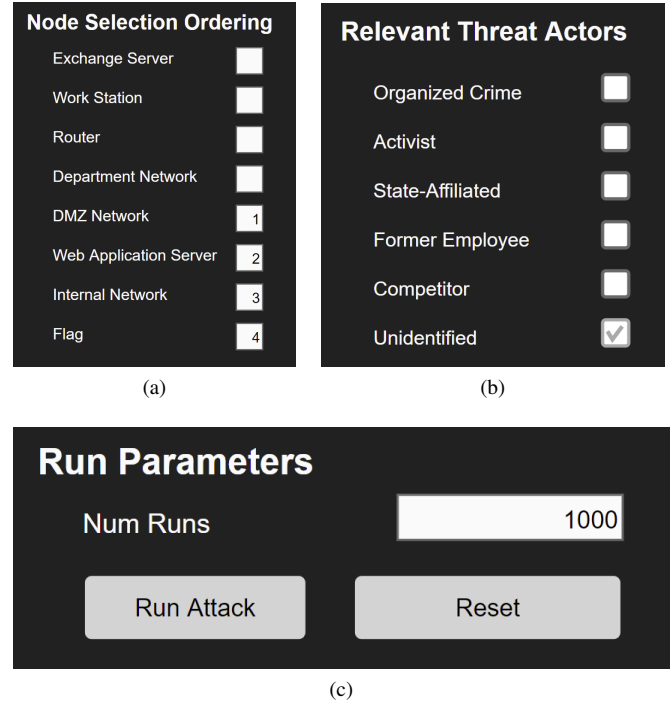 Node Selection Ordering
Exchange Server
Work Station
Router
Department Network
DMZ Network 1
Web Application Server 2
Internal Network 3
Flag 4
(a)
Relevant Threat Actors
Organized Crime
Activist
State-Affiliated
Former Employee
Competitor
Unidentified
(b)
Run Parameters
Num Runs 1000
Run Attack Reset
(c)